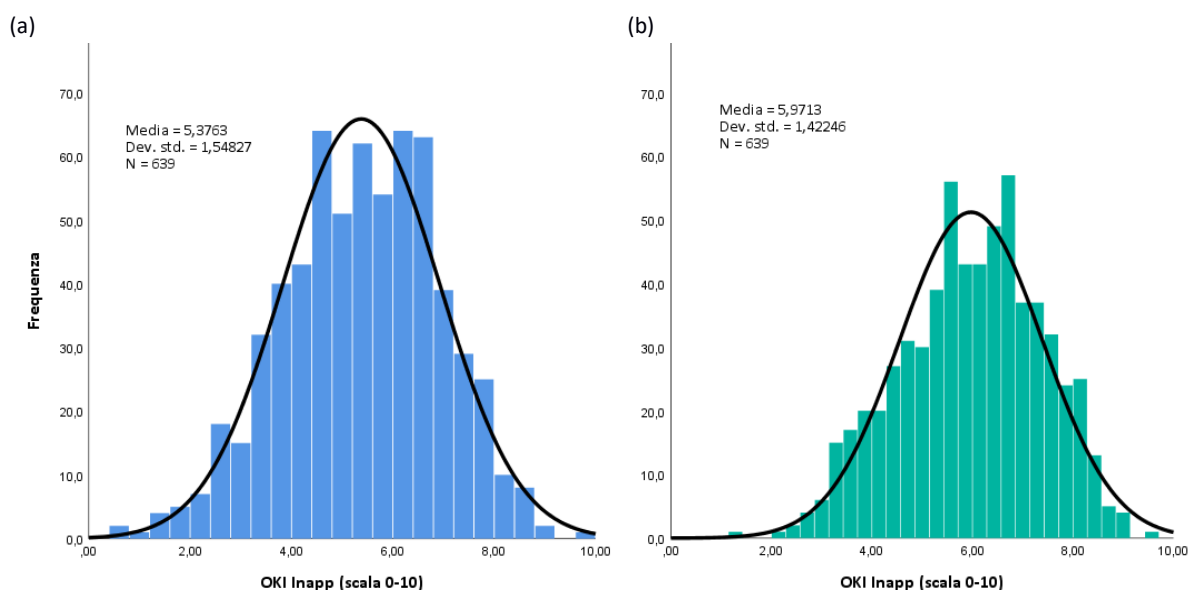 (a)
70,0
60,0
50,0
40,0
30,0
20,0
10,0
0,0
Frequenza
Media = 5,3763
Dev. std. = 1,54827
N = 639
,00
2,00
4,00
6,00
8,00
10,00
OKI Inapp (scala 0-10)
(b)
70,0
60,0
50,0
40,0
30,0
20,0
10,0
0,0
Media = 5,9713
Dev. std. = 1,42246
N = 639
,00
2,00
4,00
6,00
8,00
10,00
OKI Inapp (scala 0-10)